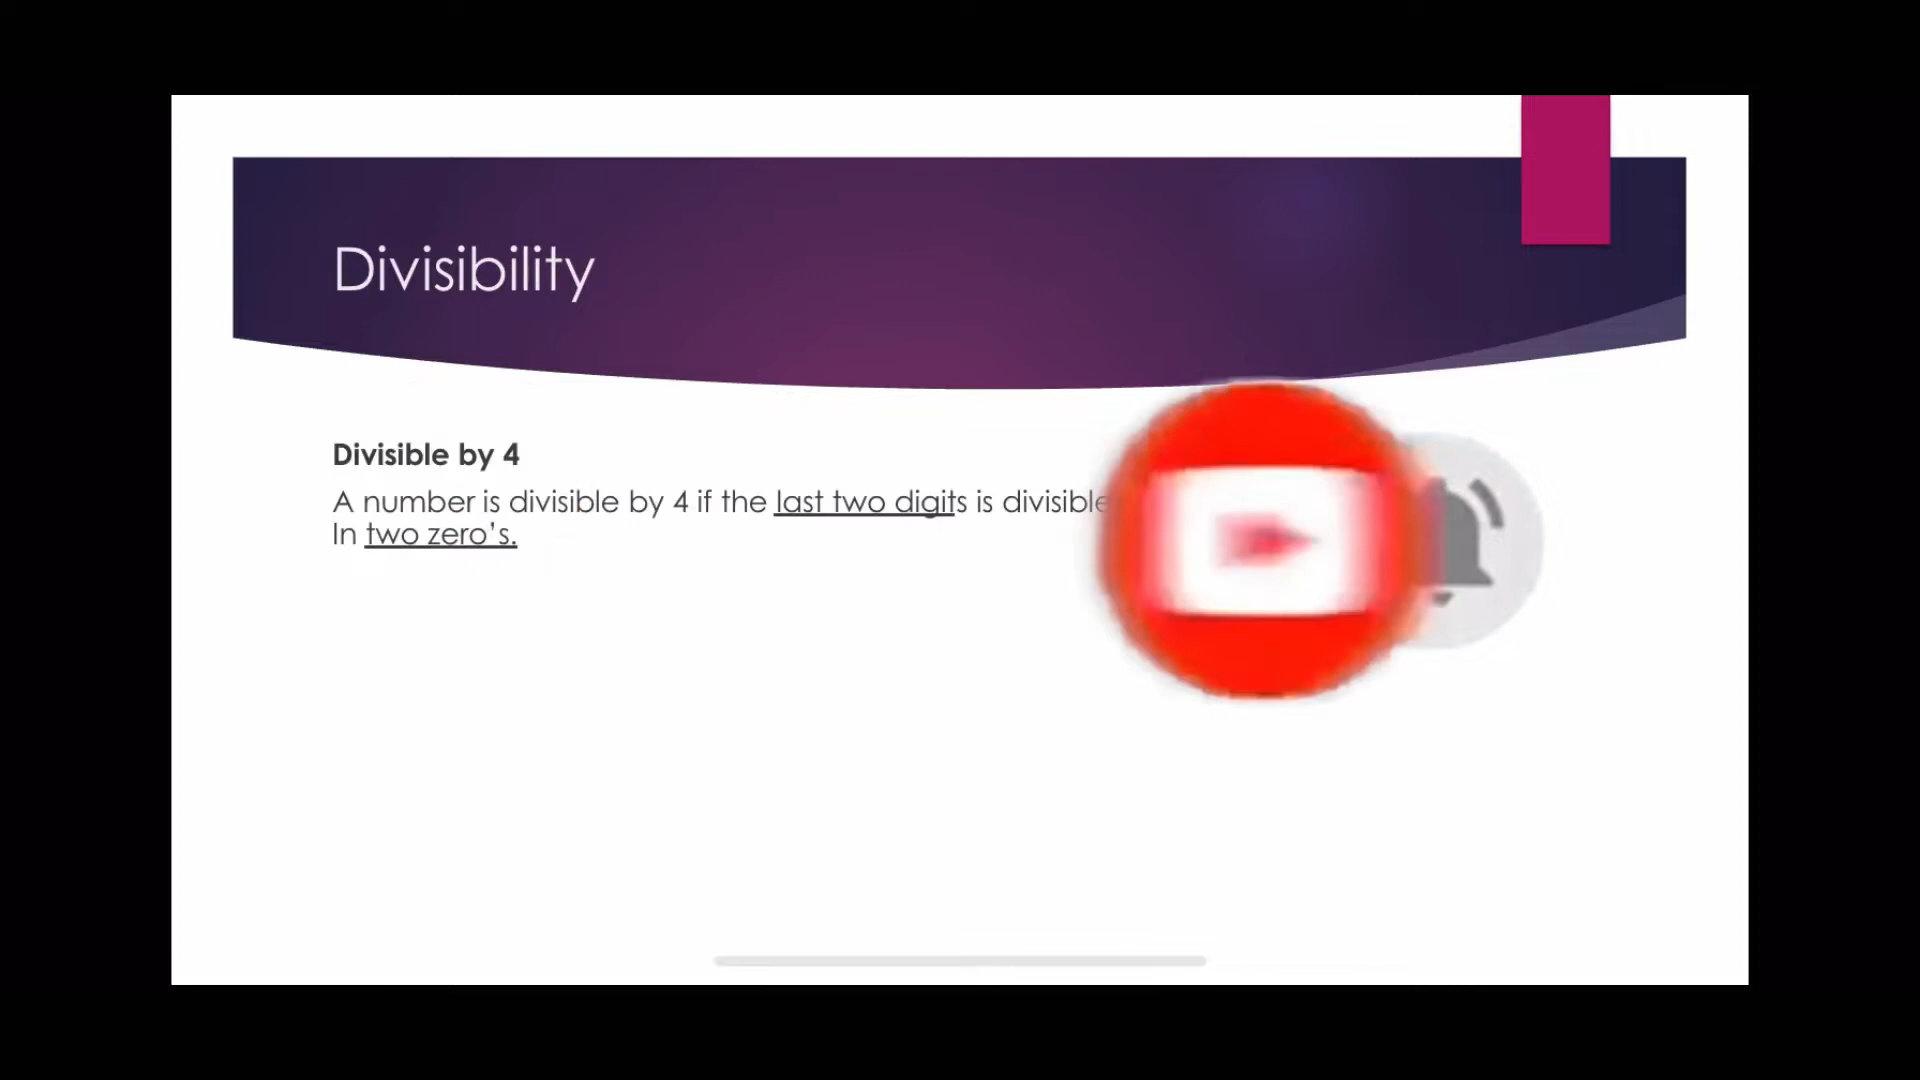 Divisibility
Divisible by 4
A number is divisible by 4 if the last two digits is divisible
In two zero’s.